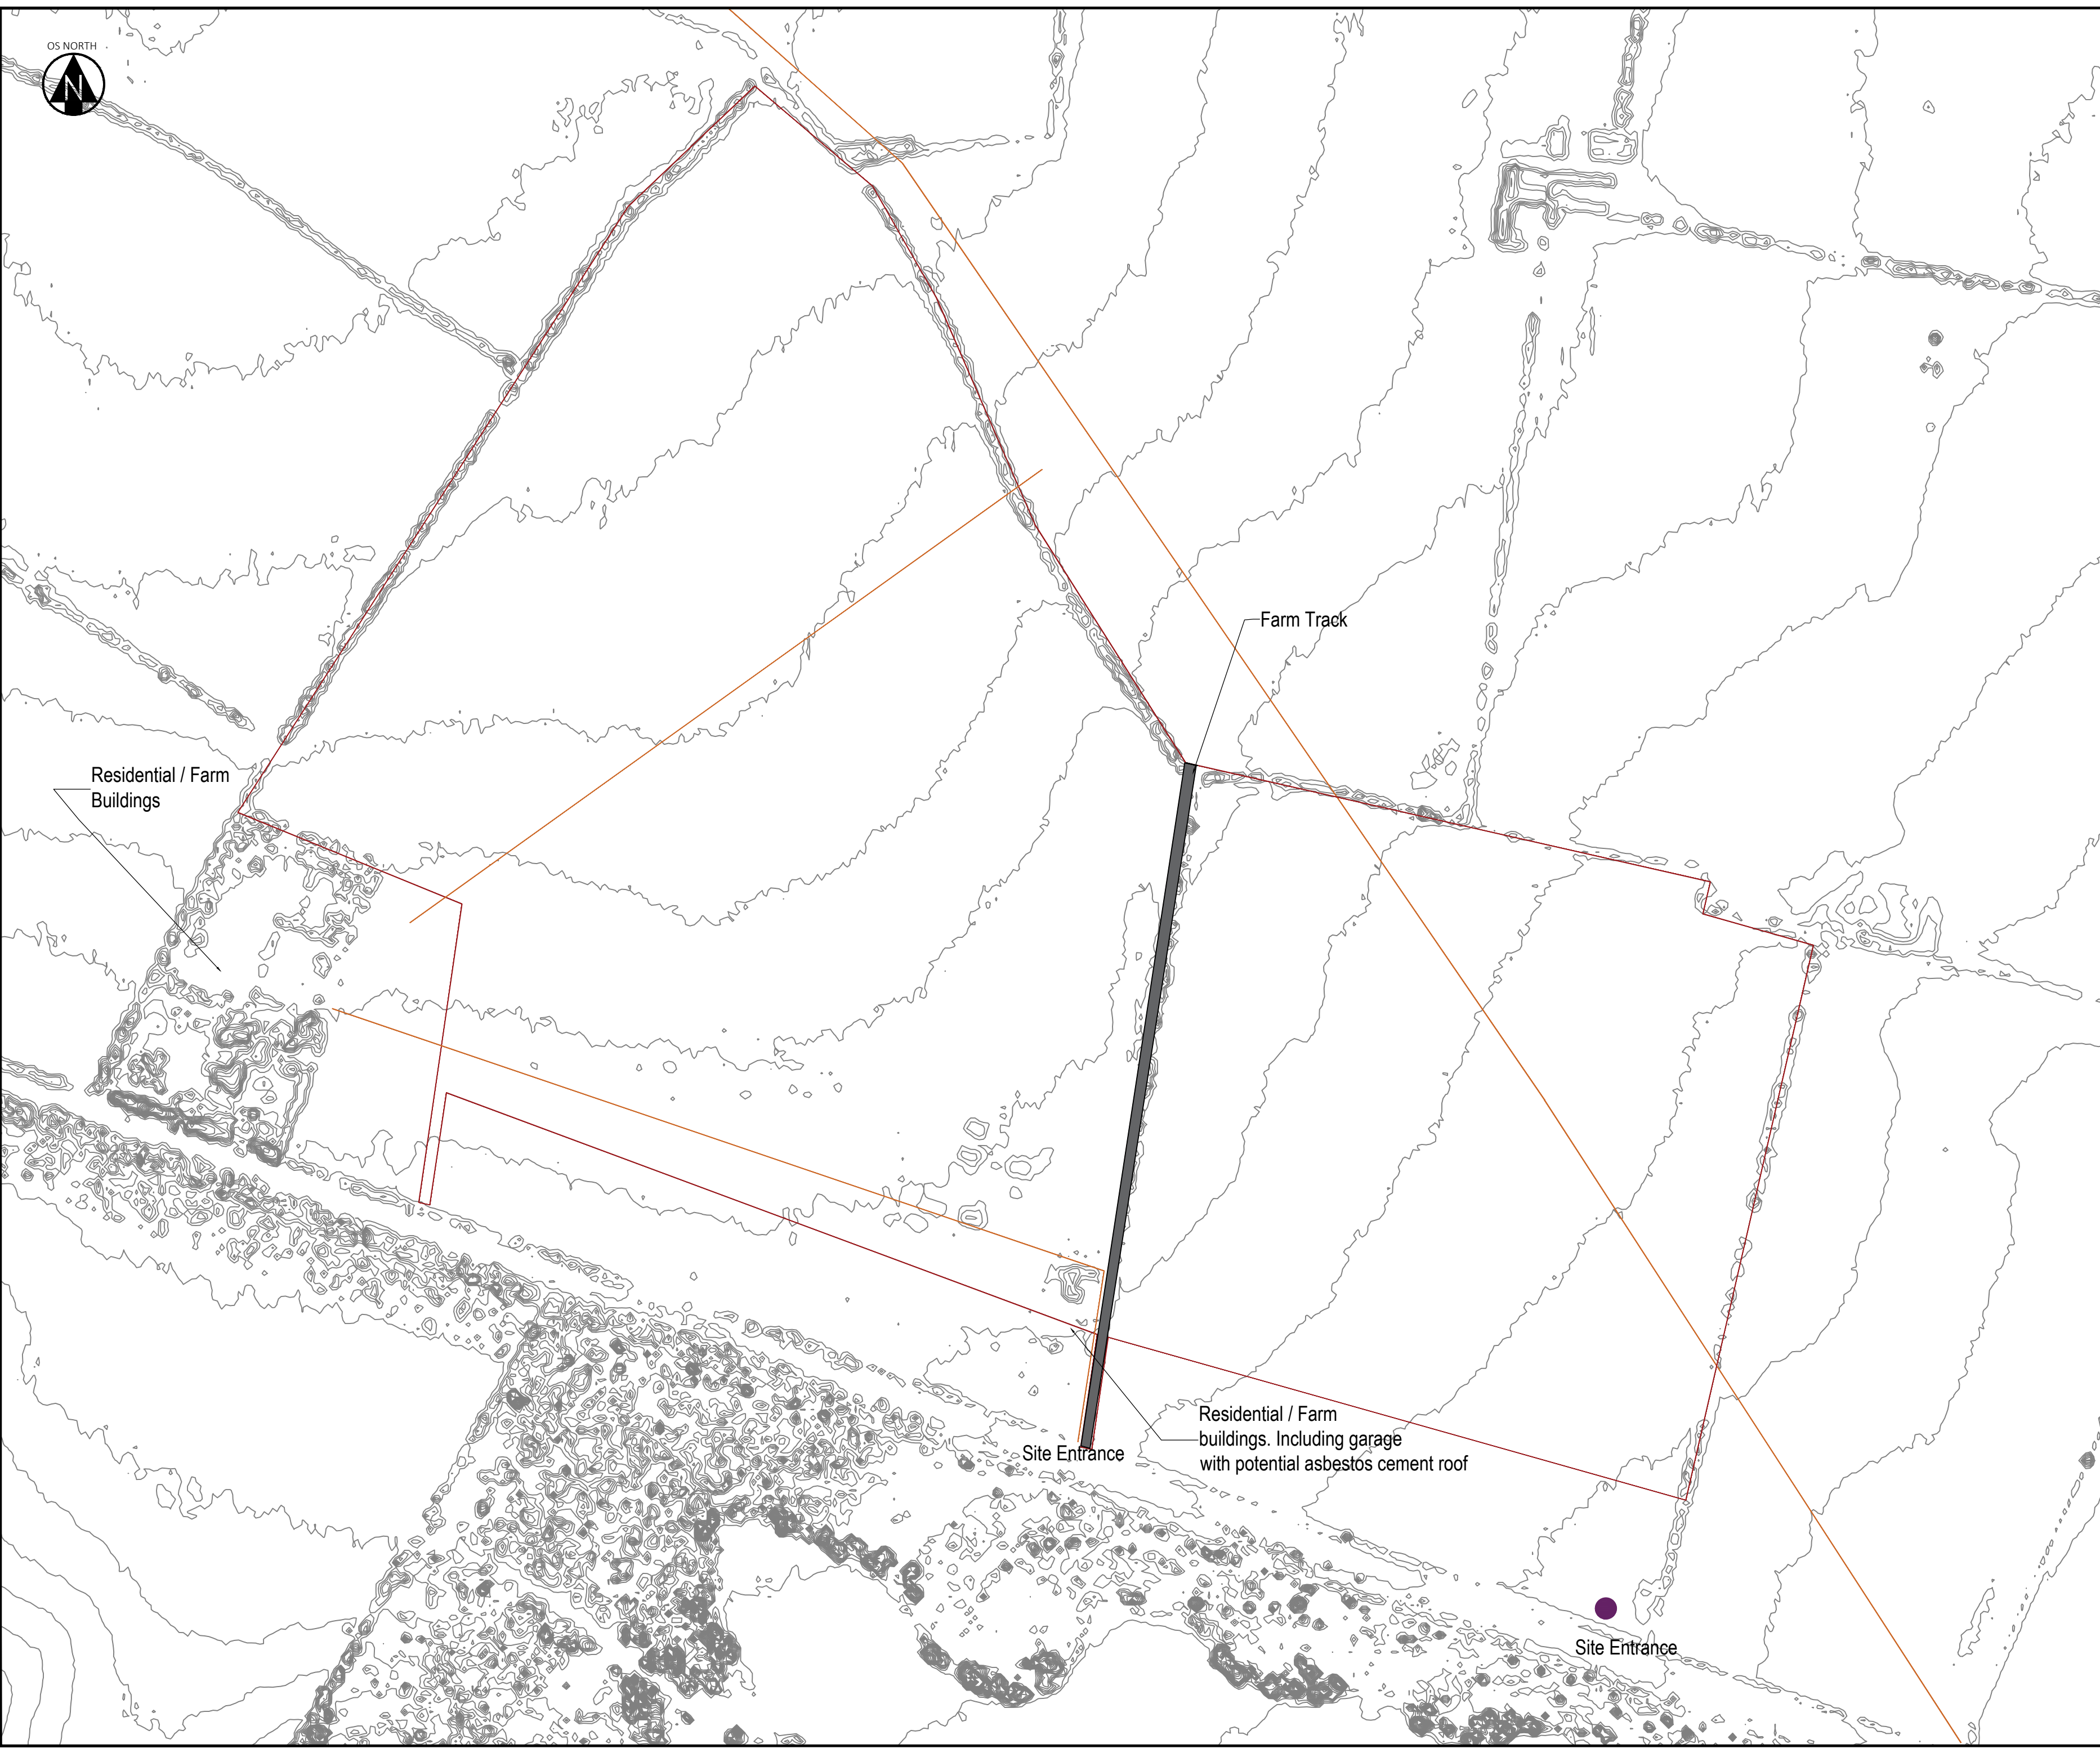 OS NORTH
N
Farm Track
Residential / Farm
Buildings
Residential / Farm
buildings. Including garage
with potential asbestos cement roof
Site Entrance
Site Entrance